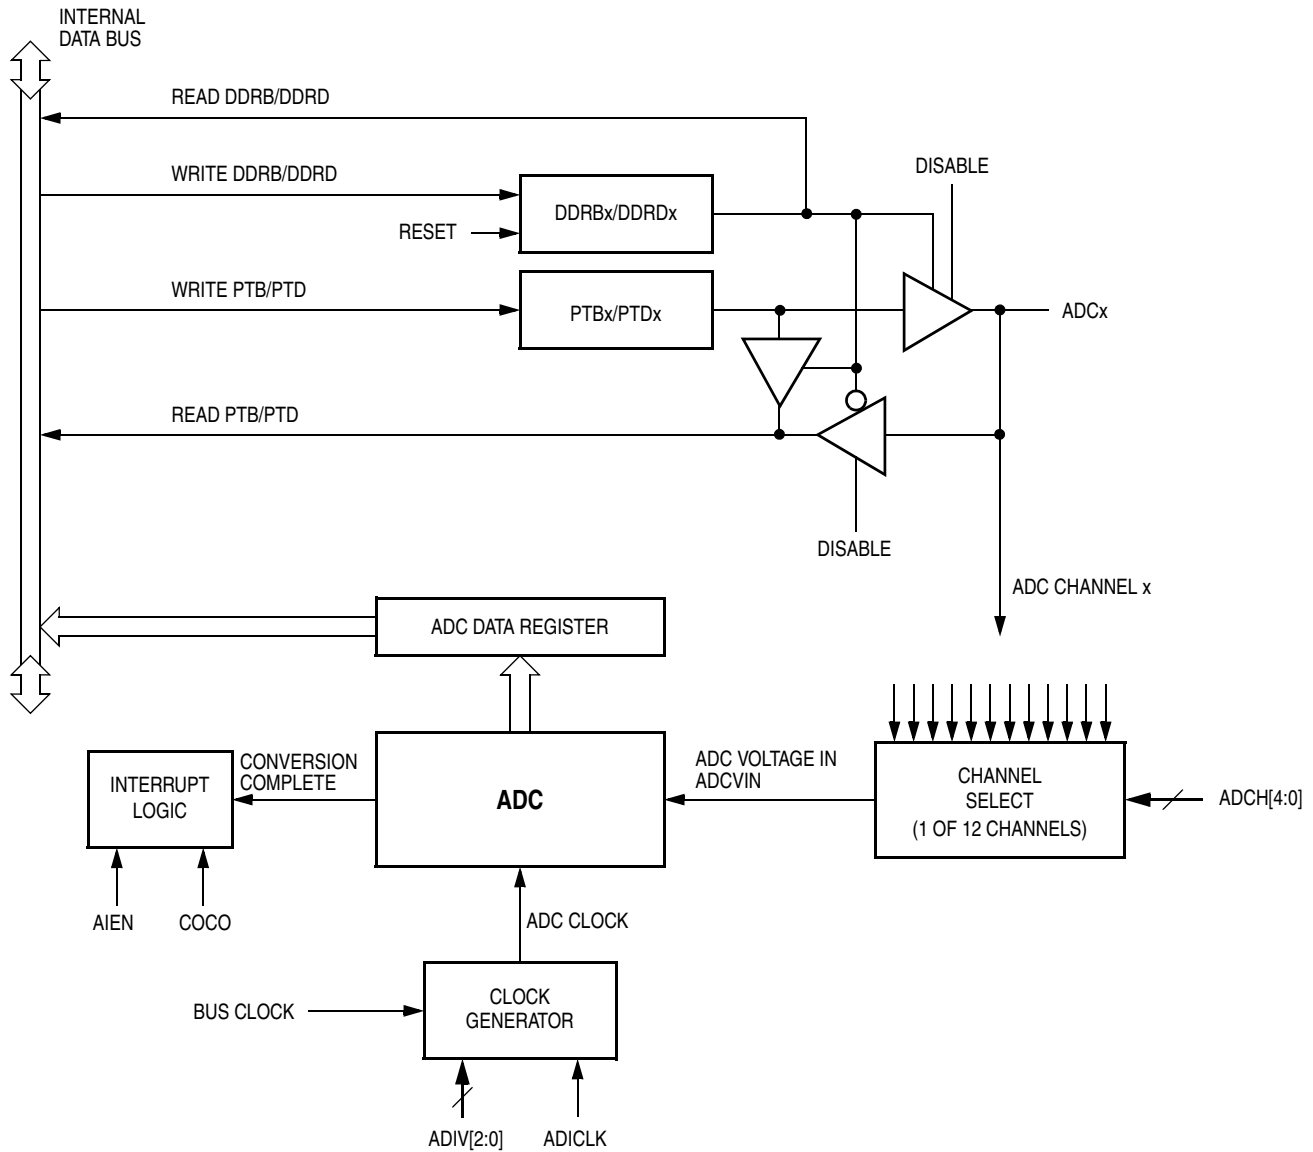 INTERNAL
DATA BUS
READ DDRB/DDRD
WRITE DDRB/DDRD
DISABLE
DDRBx/DDRDx
RESET
WRITE PTB/PTD
PTBx/PTDx
ADCx
READ PTB/PTD
DISABLE
ADC CHANNEL x
ADC DATA REGISTER
INTERRUPT
LOGIC
CONVERSION
COMPLETE
ADC
ADC VOLTAGE IN
ADCVIN
CHANNEL
SELECT
(1 OF 12 CHANNELS)
ADCH[4:0]
AIEN
COCO
ADC CLOCK
BUS CLOCK
CLOCK
GENERATOR
ADIV[2:0]
ADICLK